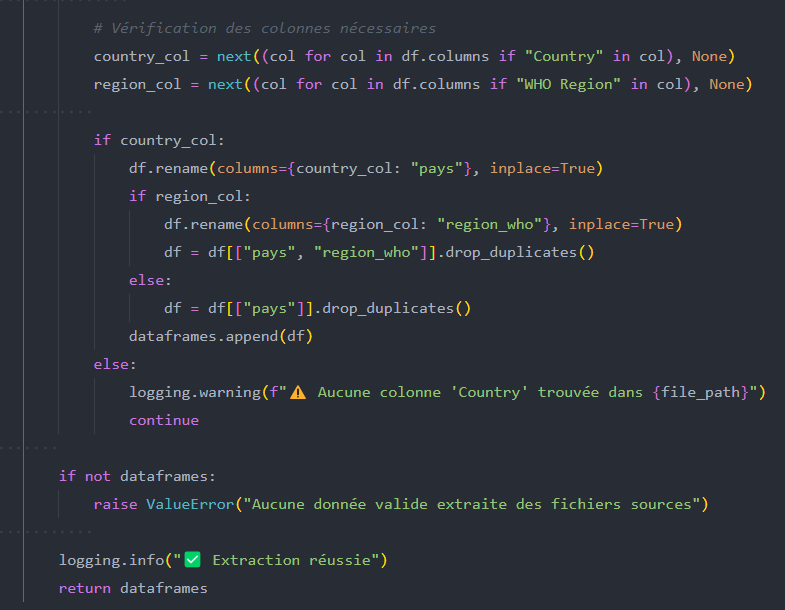 # Vérification des colonnes nécessaires
country_col = next((col for col in df.columns if "Country" in col), None)
region_col = next((col for col in df.columns if "WHO Region" in col), None)
if country_col:
df.rename(columns={country_col: "pays"}, inplace=True)
if region_col:
df.rename(columns={region_col: "region_who"}, inplace=True)
df = df[["pays", "region_who"]].drop_duplicates()
else:
df = df[["pays"]].drop_duplicates()
dataframes.append(df)
else:
logging.warning(f"⚠️ Aucune colonne 'Country' trouvée dans {file_path}")
continue
if not dataframes:
raise ValueError("Aucune donnée valide extraite des fichiers sources")
logging.info("✅ Extraction réussie")
return dataframes